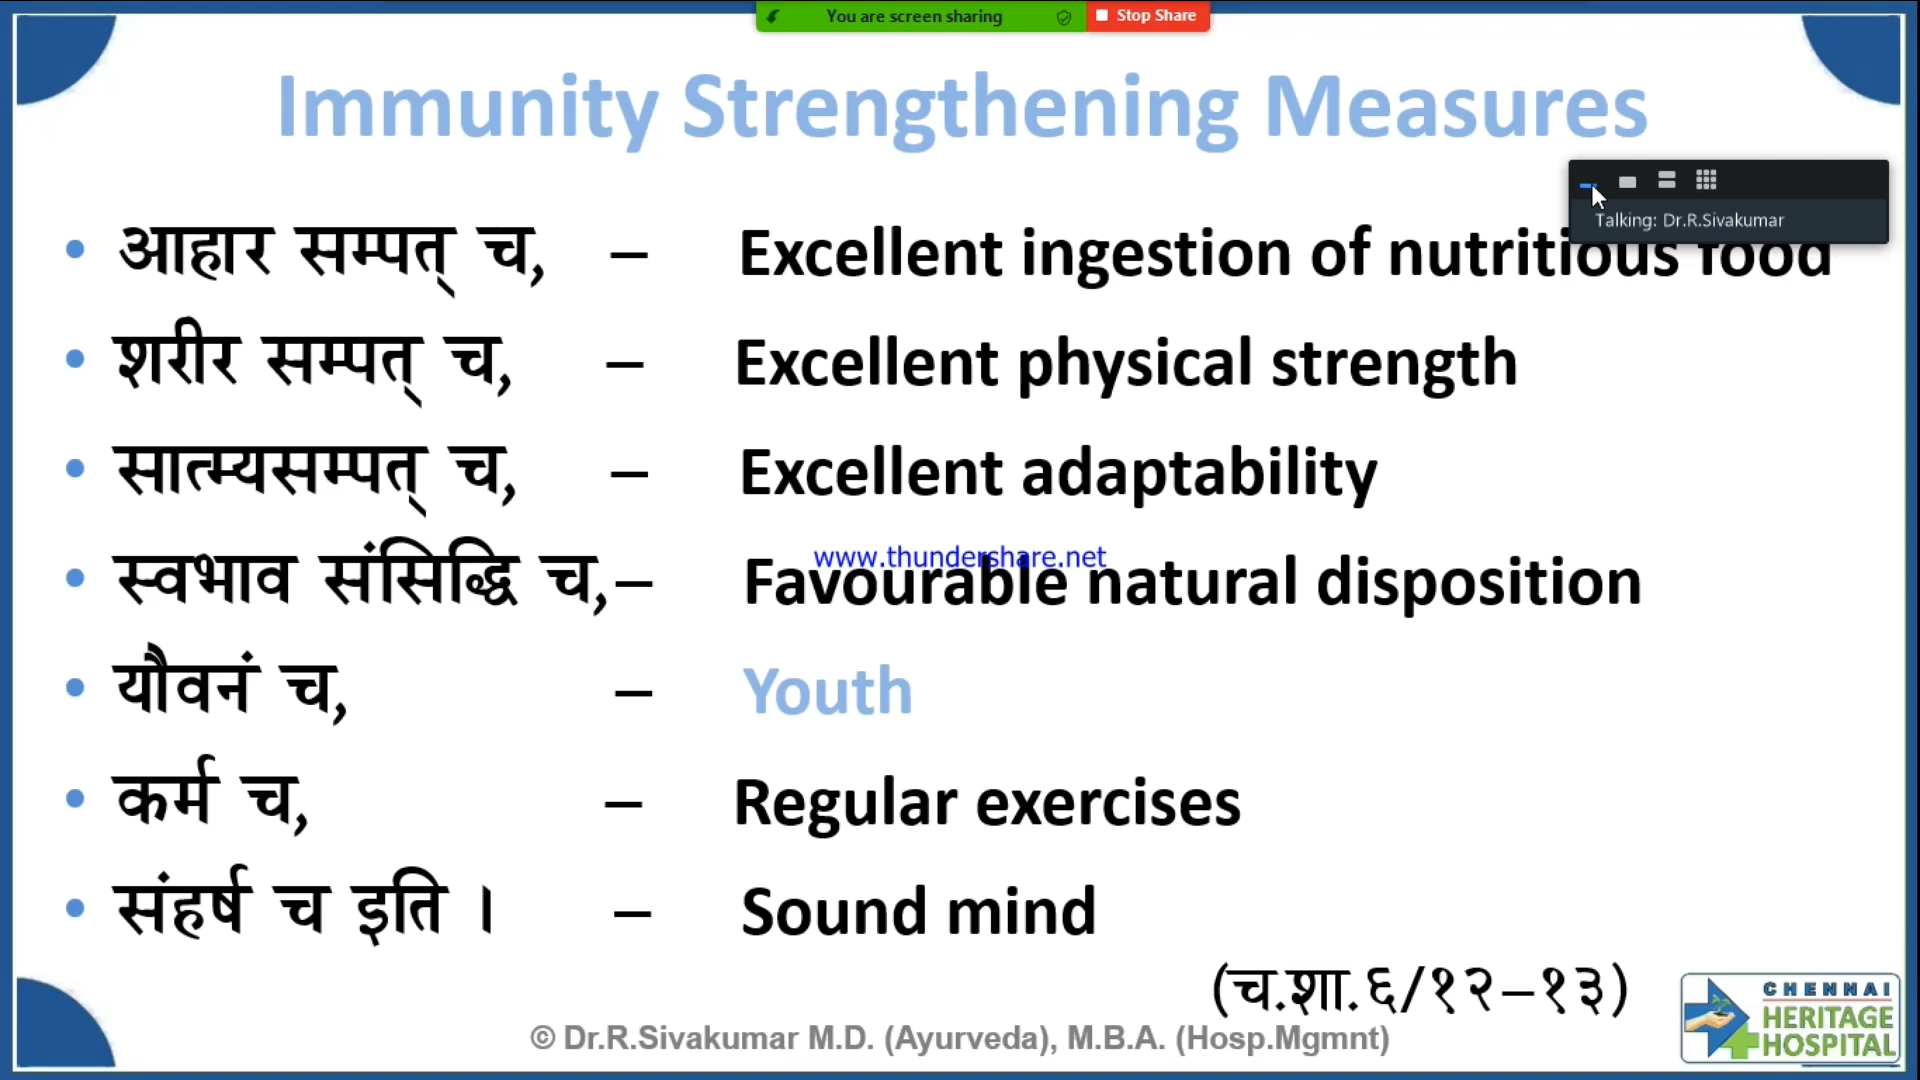 You are screen sharing Stop Share
Immunity Strengthening Measures
Talking: Dr.R.Sivakumar
• आहार सम्पत् च, – Excellent ingestion of nutritious food
• शरीर सम्पत् च, – Excellent physical strength
• सात्म्यसम्पत् च, – Excellent adaptability
www.thundershare.net
• स्वभाव संसिद्धि च, – Favourable natural disposition
• यौवनं च, – Youth
• कर्म च, – Regular exercises
• संहर्ष च इति । – Sound mind
(च.शा.६/१२–१३)
© Dr.R.Sivakumar M.D. (Ayurveda), M.B.A. (Hosp.Mgmnt)
CHENNAI
HERITAGE
HOSPITAL